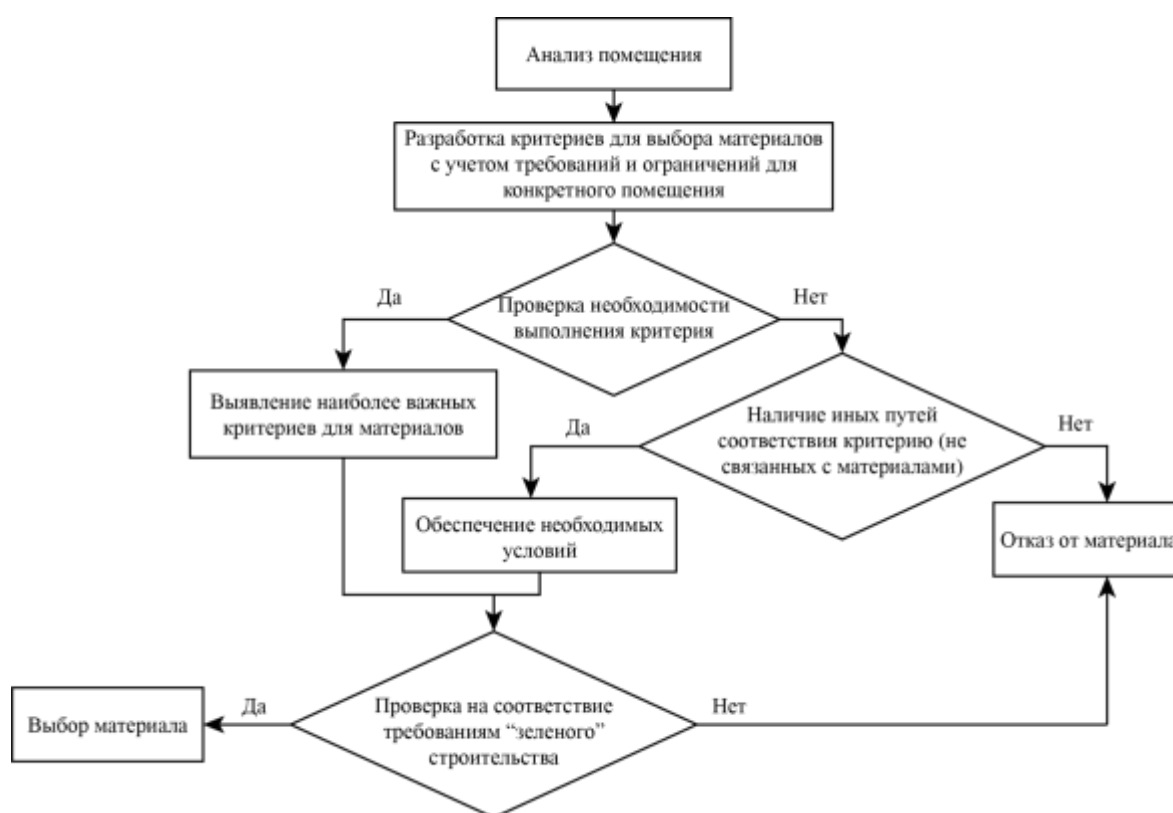 Анализ помещения
Разработка критериев для выбора материалов
с учетом требований и ограничений для
конкретного помещения
Да
Нет
Проверка необходимости
выполнения критерия
Выявление наиболее важных
критериев для материалов
Да
Наличие иных путей
соответствия критерию (не
связанных с материалами)
Нет
Обеспечение необходимых
условий
Отказ от материала
Выбор материала
Да
Проверка на соответствие
требованиям “зеленого”
строительства
Нет